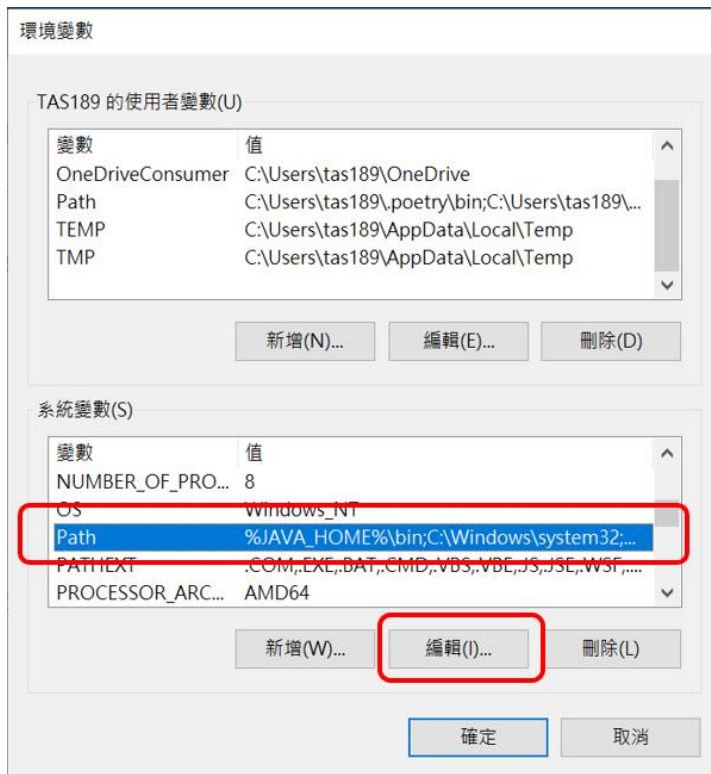 環境變數
TAS189 的使用者變數(U)
變數 值
OneDriveConsumer C:\Users\tas189\OneDrive
Path C:\Users\tas189\.poetry\bin;C:\Users\tas189\...
TEMP C:\Users\tas189\AppData\Local\Temp
TMP C:\Users\tas189\AppData\Local\Temp
新增(N)... 編輯(E)... 刪除(D)
系統變數(S)
變數 值
NUMBER_OF_PRO... 8
OS Windows_NT
Path %JAVA_HOME%\bin;C:\Windows\system32;...
PATHEXT .COM;.EXE;.BAT;.CMD;.VBS;.VBE;.JS;.JSE;.WSF;....
PROCESSOR_ARC... AMD64
新增(W)... 編輯(I)... 刪除(L)
確定 取消